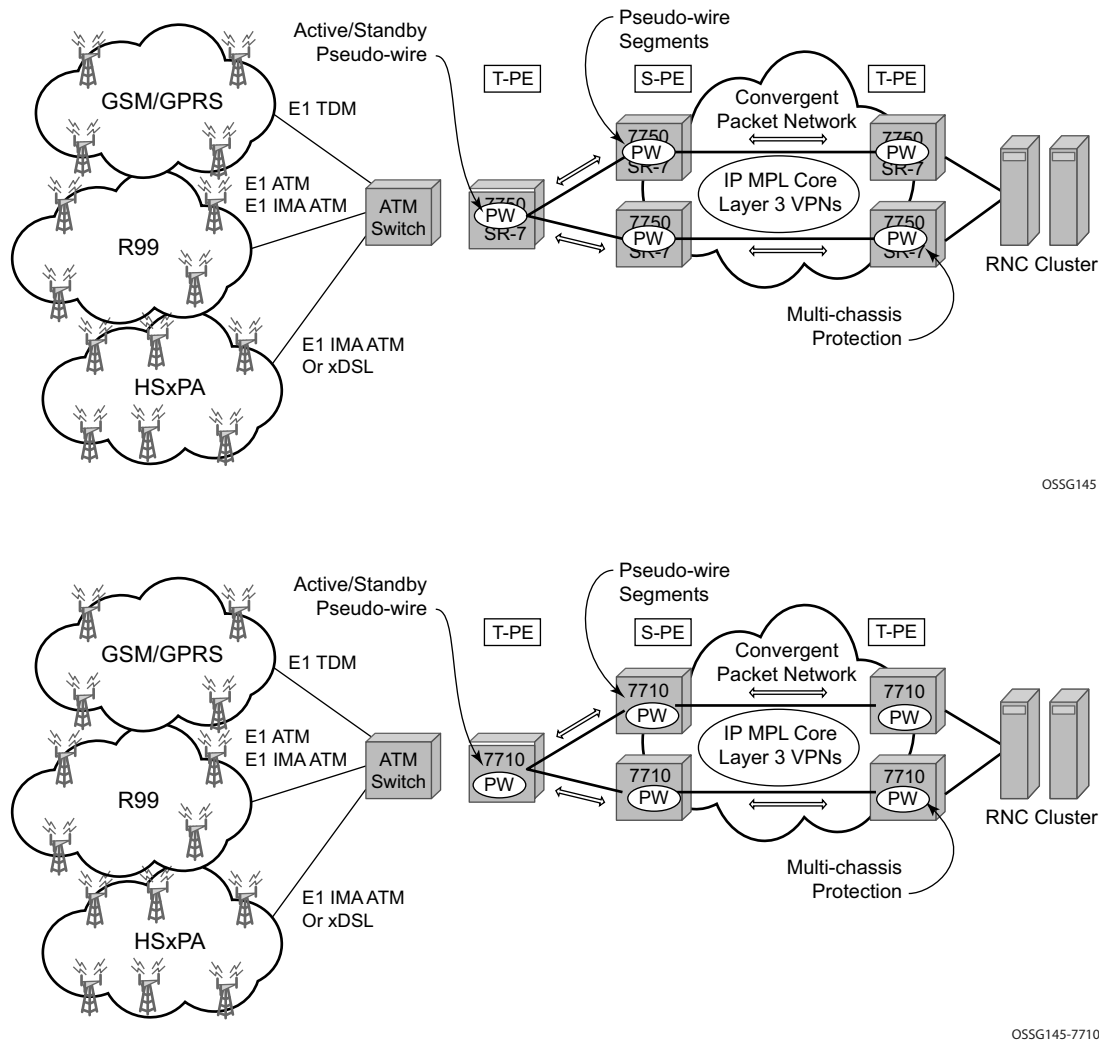 Active/Standby
Pseudo-wire
Pseudo-wire
Segments
T-PE
S-PE
T-PE
GSM/GPRS
E1 TDM
Convergent
Packet Network
7750
PW
SR-7
7750
PW
SR-7
E1 ATM
E1 IMA ATM
ATM
Switch
7750
PW
SR-7
IP MPL Core
Layer 3 VPNs
7750
PW
SR-7
7750
PW
SR-7
R99
RNC Cluster
Multi-chassis
Protection
E1 IMA ATM
Or xDSL
HSxPA
OSSG145
Active/Standby
Pseudo-wire
Pseudo-wire
Segments
T-PE
S-PE
T-PE
GSM/GPRS
E1 TDM
Convergent
Packet Network
7710
PW
7710
PW
E1 ATM
E1 IMA ATM
ATM
Switch
7710
PW
IP MPL Core
Layer 3 VPNs
7710
PW
7710
PW
R99
RNC Cluster
Multi-chassis
Protection
E1 IMA ATM
Or xDSL
HSxPA
OSSG145-7710